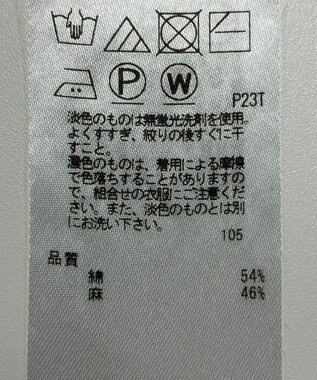 P W P23T
淡色のものは無蛍光洗剤を使用。
よくすすぎ、絞りの後すぐに干
すこと。
濃色のものは、着用による摩擦
で色落ちすることがありますの
で、組合せの衣服にご注意くだ
さい。また、淡色のものとは別
にお洗い下さい。
105
品質
綿 54%
麻 46%